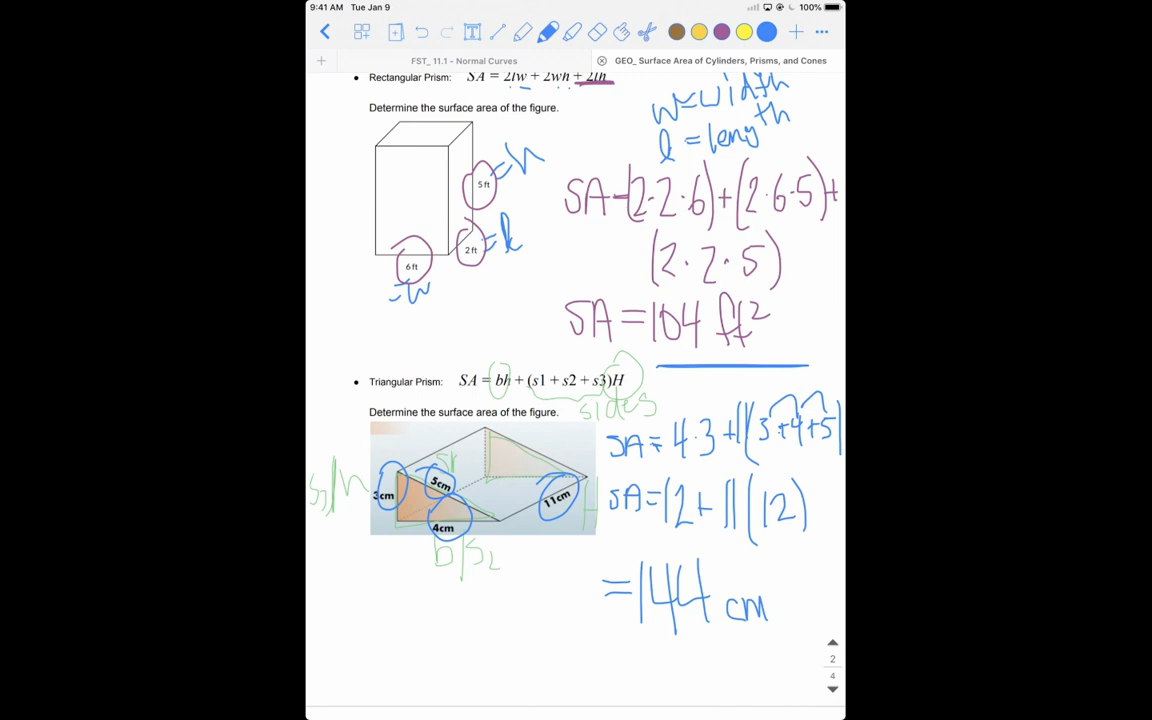 9:41 AM Tue Jan 9
100%
FST_ 11.1 - Normal Curves
GEO_ Surface Area of Cylinders, Prisms, and Cones
Rectangular Prism: SA = 2lw + 2wh + 2lh
w=width
l=length
Determine the surface area of the figure.
5 ft =h
2 ft =l
6 ft
=w
SA=(2·2·6)+(2·6·5)+
(2·2·5)
SA=104 ft²
Triangular Prism: SA = bh + (s1 + s2 + s3)H
sides
Determine the surface area of the figure.
3cm
5cm
4cm
11cm
H
b/s2
SA=4·3+11(3+4+5)
SA=12+11(12)
=144 cm
2
4